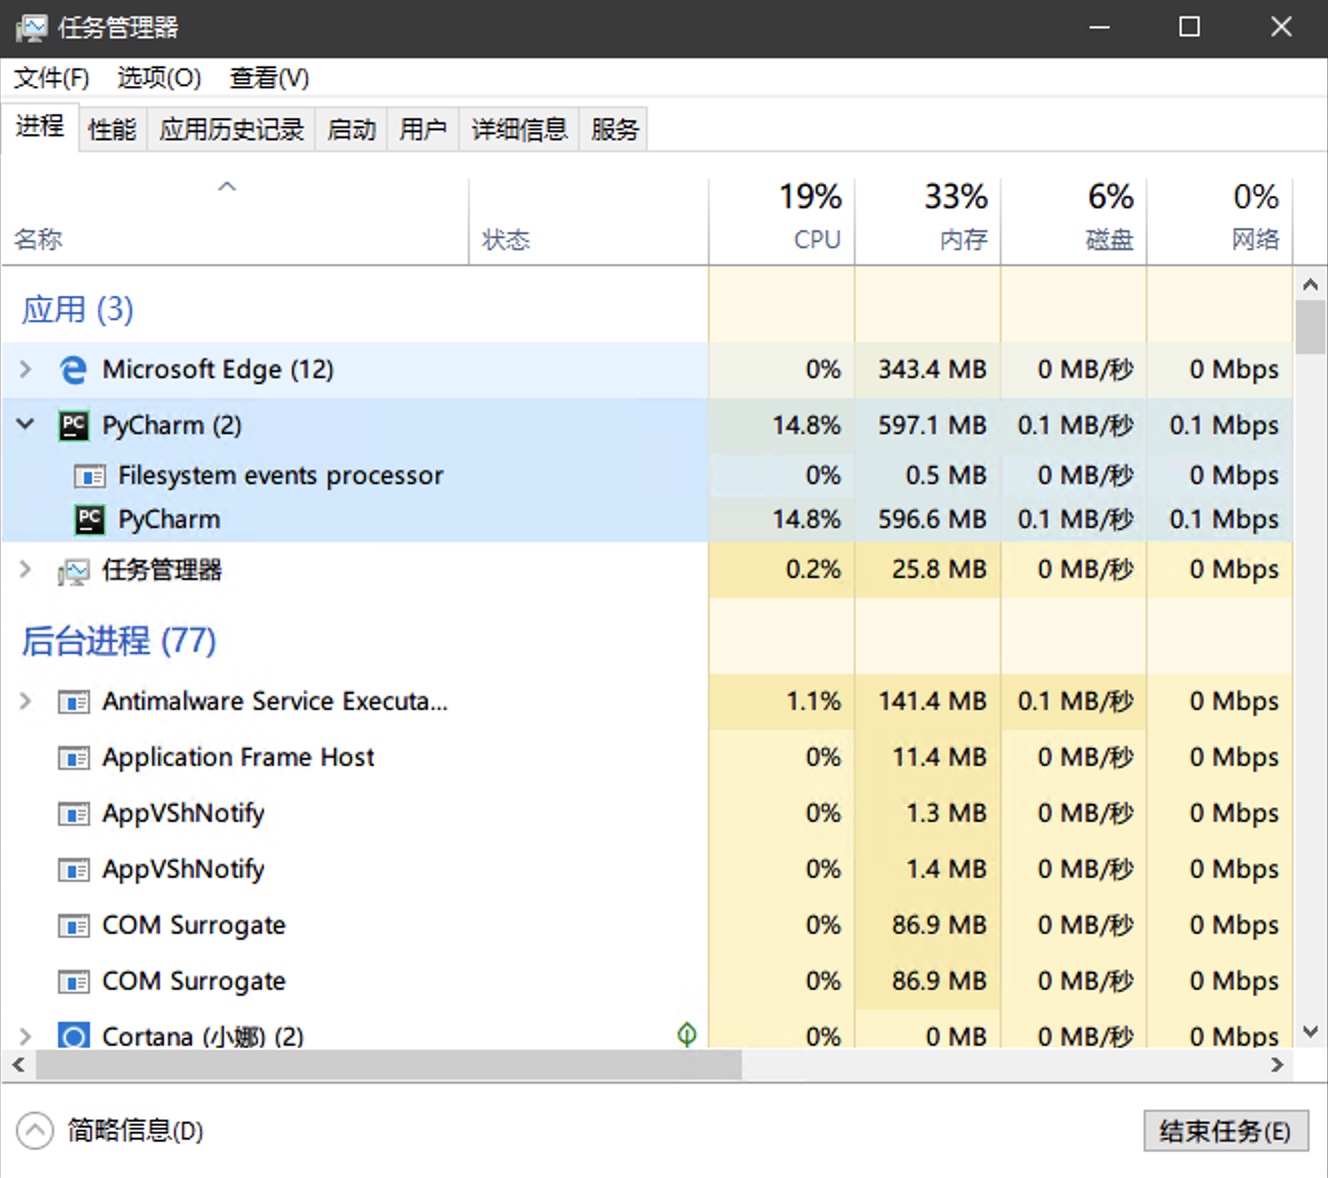 任务管理器
文件(F) 选项(O) 查看(V)
进程 性能 应用历史记录 启动 用户 详细信息 服务
19% 33% 6% 0%
名称 状态 CPU 内存 磁盘 网络
应用 (3)
Microsoft Edge (12) 0% 343.4 MB 0 MB/秒 0 Mbps
PyCharm (2) 14.8% 597.1 MB 0.1 MB/秒 0.1 Mbps
Filesystem events processor 0% 0.5 MB 0 MB/秒 0 Mbps
PyCharm 14.8% 596.6 MB 0.1 MB/秒 0.1 Mbps
任务管理器 0.2% 25.8 MB 0 MB/秒 0 Mbps
后台进程 (77)
Antimalware Service Executa... 1.1% 141.4 MB 0.1 MB/秒 0 Mbps
Application Frame Host 0% 11.4 MB 0 MB/秒 0 Mbps
AppVShNotify 0% 1.3 MB 0 MB/秒 0 Mbps
AppVShNotify 0% 1.4 MB 0 MB/秒 0 Mbps
COM Surrogate 0% 86.9 MB 0 MB/秒 0 Mbps
COM Surrogate 0% 86.9 MB 0 MB/秒 0 Mbps
Cortana (小娜) (2) 0% 0 MB 0 MB/秒 0 Mbps
简略信息(D) 结束任务(E)